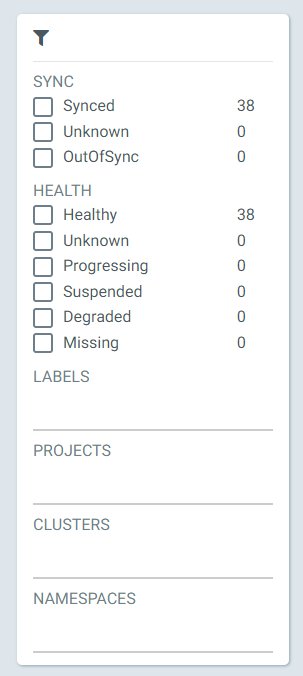 SYNC
Synced 38
Unknown 0
OutOfSync 0
HEALTH
Healthy 38
Unknown 0
Progressing 0
Suspended 0
Degraded 0
Missing 0
LABELS
PROJECTS
CLUSTERS
NAMESPACES